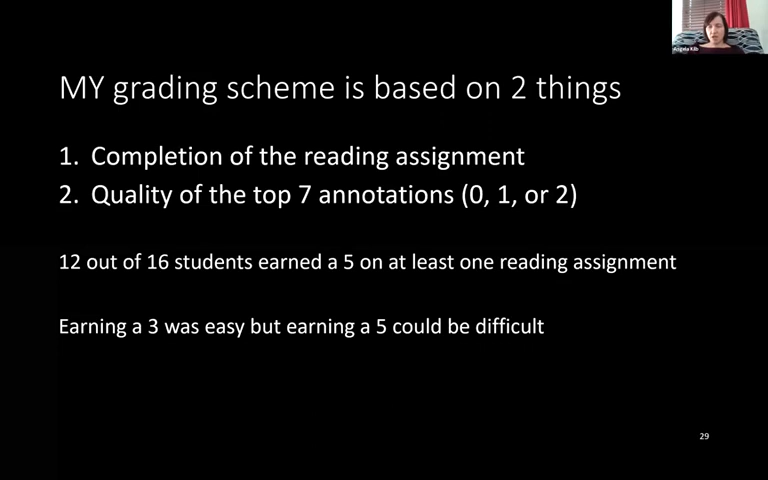 Angela Kilb
MY grading scheme is based on 2 things
1. Completion of the reading assignment
2. Quality of the top 7 annotations (0, 1, or 2)
12 out of 16 students earned a 5 on at least one reading assignment
Earning a 3 was easy but earning a 5 could be difficult
29